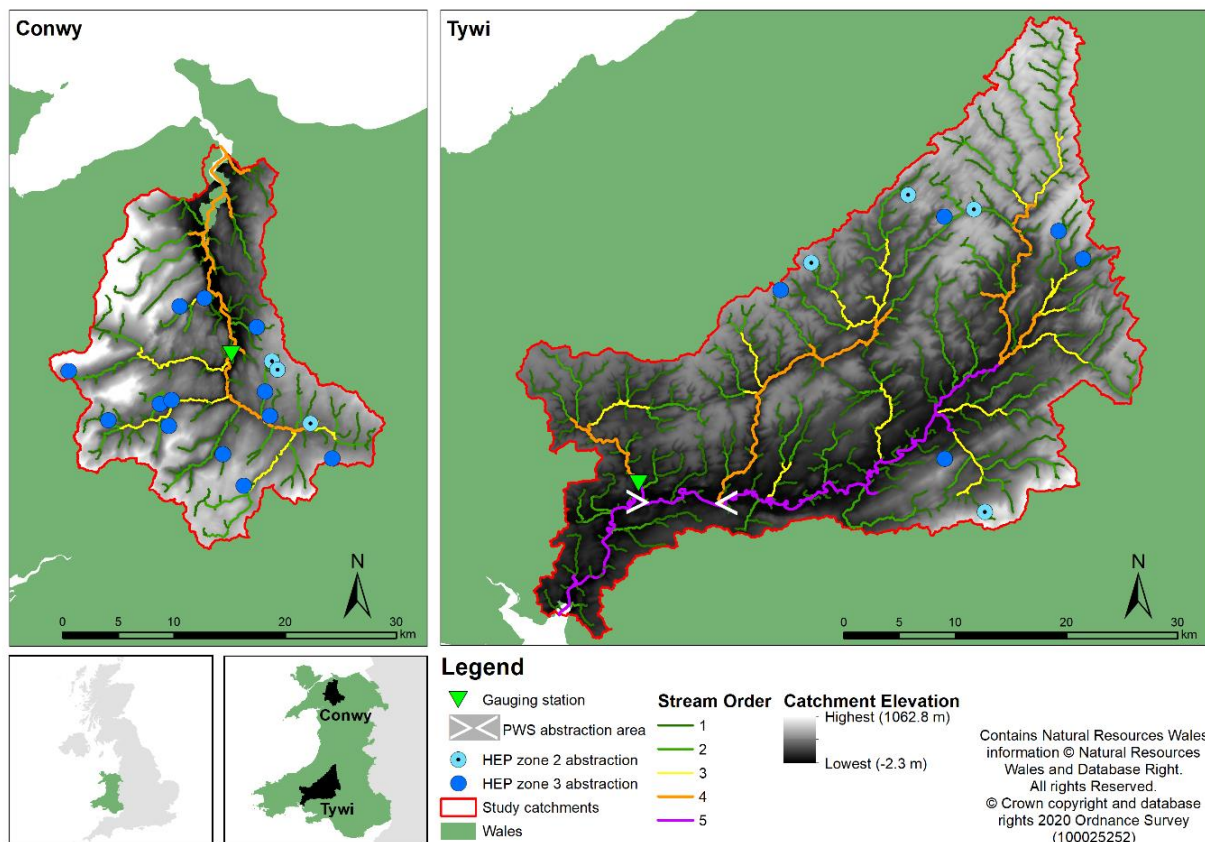 Conwy
N
0 5 10 20 30
km
Tywi
N
0 5 10 20 30
km
Conwy
Tywi
Legend
Gauging station
PWS abstraction area
HEP zone 2 abstraction
HEP zone 3 abstraction
Study catchments
Wales
Stream Order
1
2
3
4
5
Catchment Elevation
Highest (1062.8 m)
Lowest (-2.3 m)
Contains Natural Resources Wales
information © Natural Resources
Wales and Database Right.
All rights Reserved.
© Crown copyright and database
rights 2020 Ordnance Survey
(100025252)